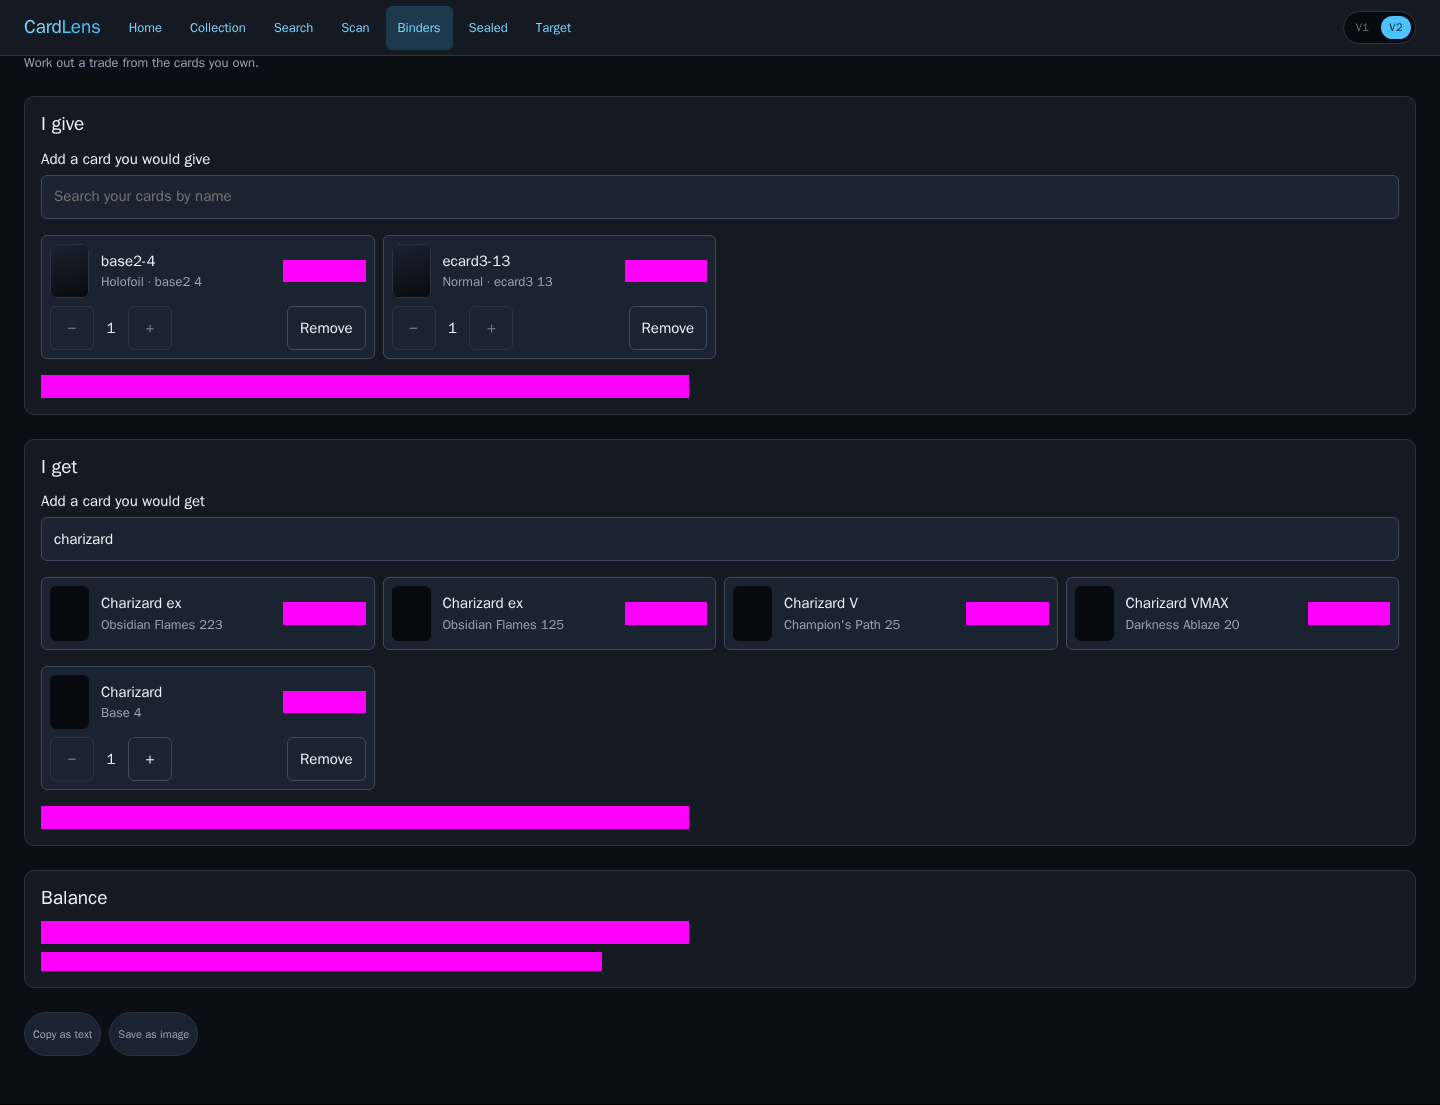 CardLens Home Collection Search Scan Binders Sealed Target V1 V2
Work out a trade from the cards you own.
I give
Add a card you would give
Search your cards by name
base2-4
Holofoil · base2 4
− 1 + Remove
ecard3-13
Normal · ecard3 13
− 1 + Remove
I get
Add a card you would get
charizard
Charizard ex
Obsidian Flames 223
Charizard ex
Obsidian Flames 125
Charizard V
Champion's Path 25
Charizard VMAX
Darkness Ablaze 20
Charizard
Base 4
− 1 + Remove
Balance
Copy as text Save as image